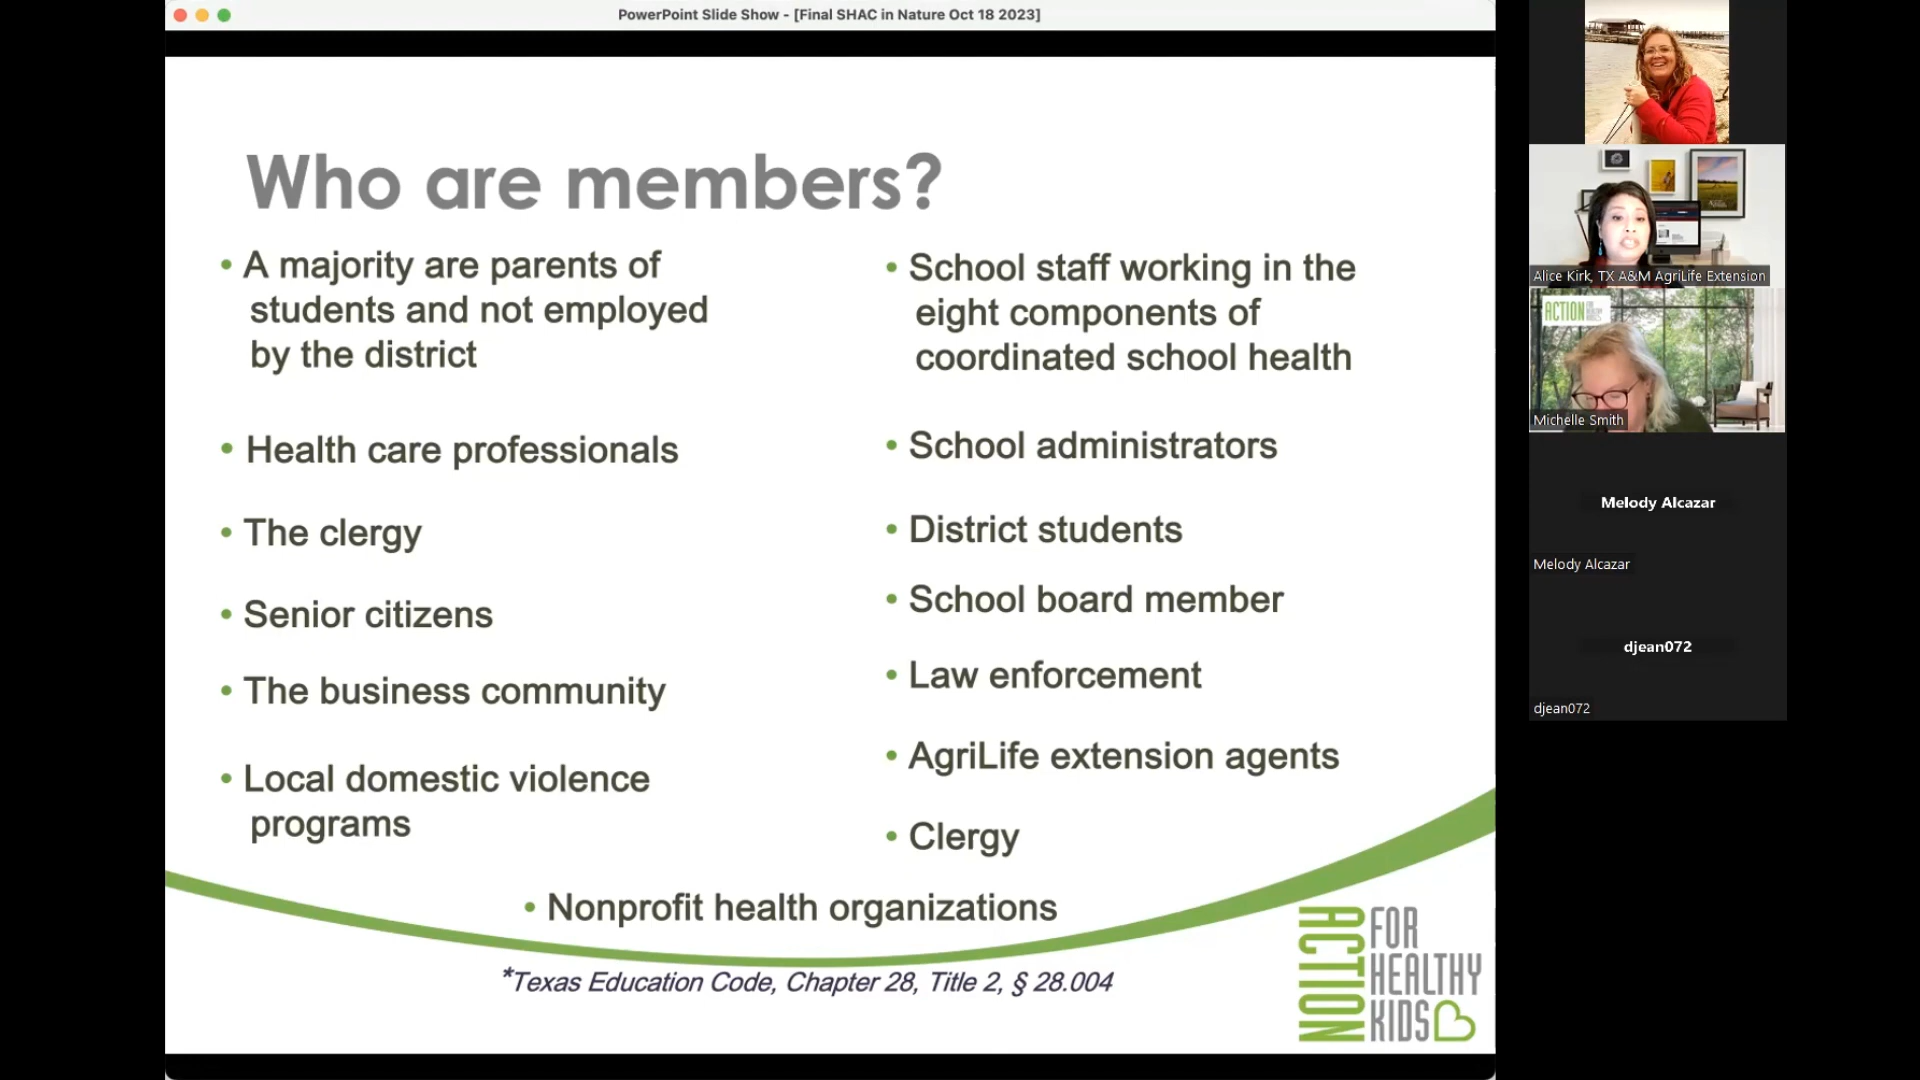 PowerPoint Slide Show - [Final SHAC in Nature Oct 18 2023]
Who are members?
• A majority are parents of
students and not employed
by the district
• Health care professionals
• The clergy
• Senior citizens
• The business community
• Local domestic violence
programs
• School staff working in the
eight components of
coordinated school health
• School administrators
• District students
• School board member
• Law enforcement
• AgriLife extension agents
• Clergy
• Nonprofit health organizations
*Texas Education Code, Chapter 28, Title 2, § 28.004
ACTION
FOR
HEALTHY
KIDS
Alice Kirk, TX A&M AgriLife Extension
ACTION
Michelle Smith
Melody Alcazar
Melody Alcazar
djean072
djean072